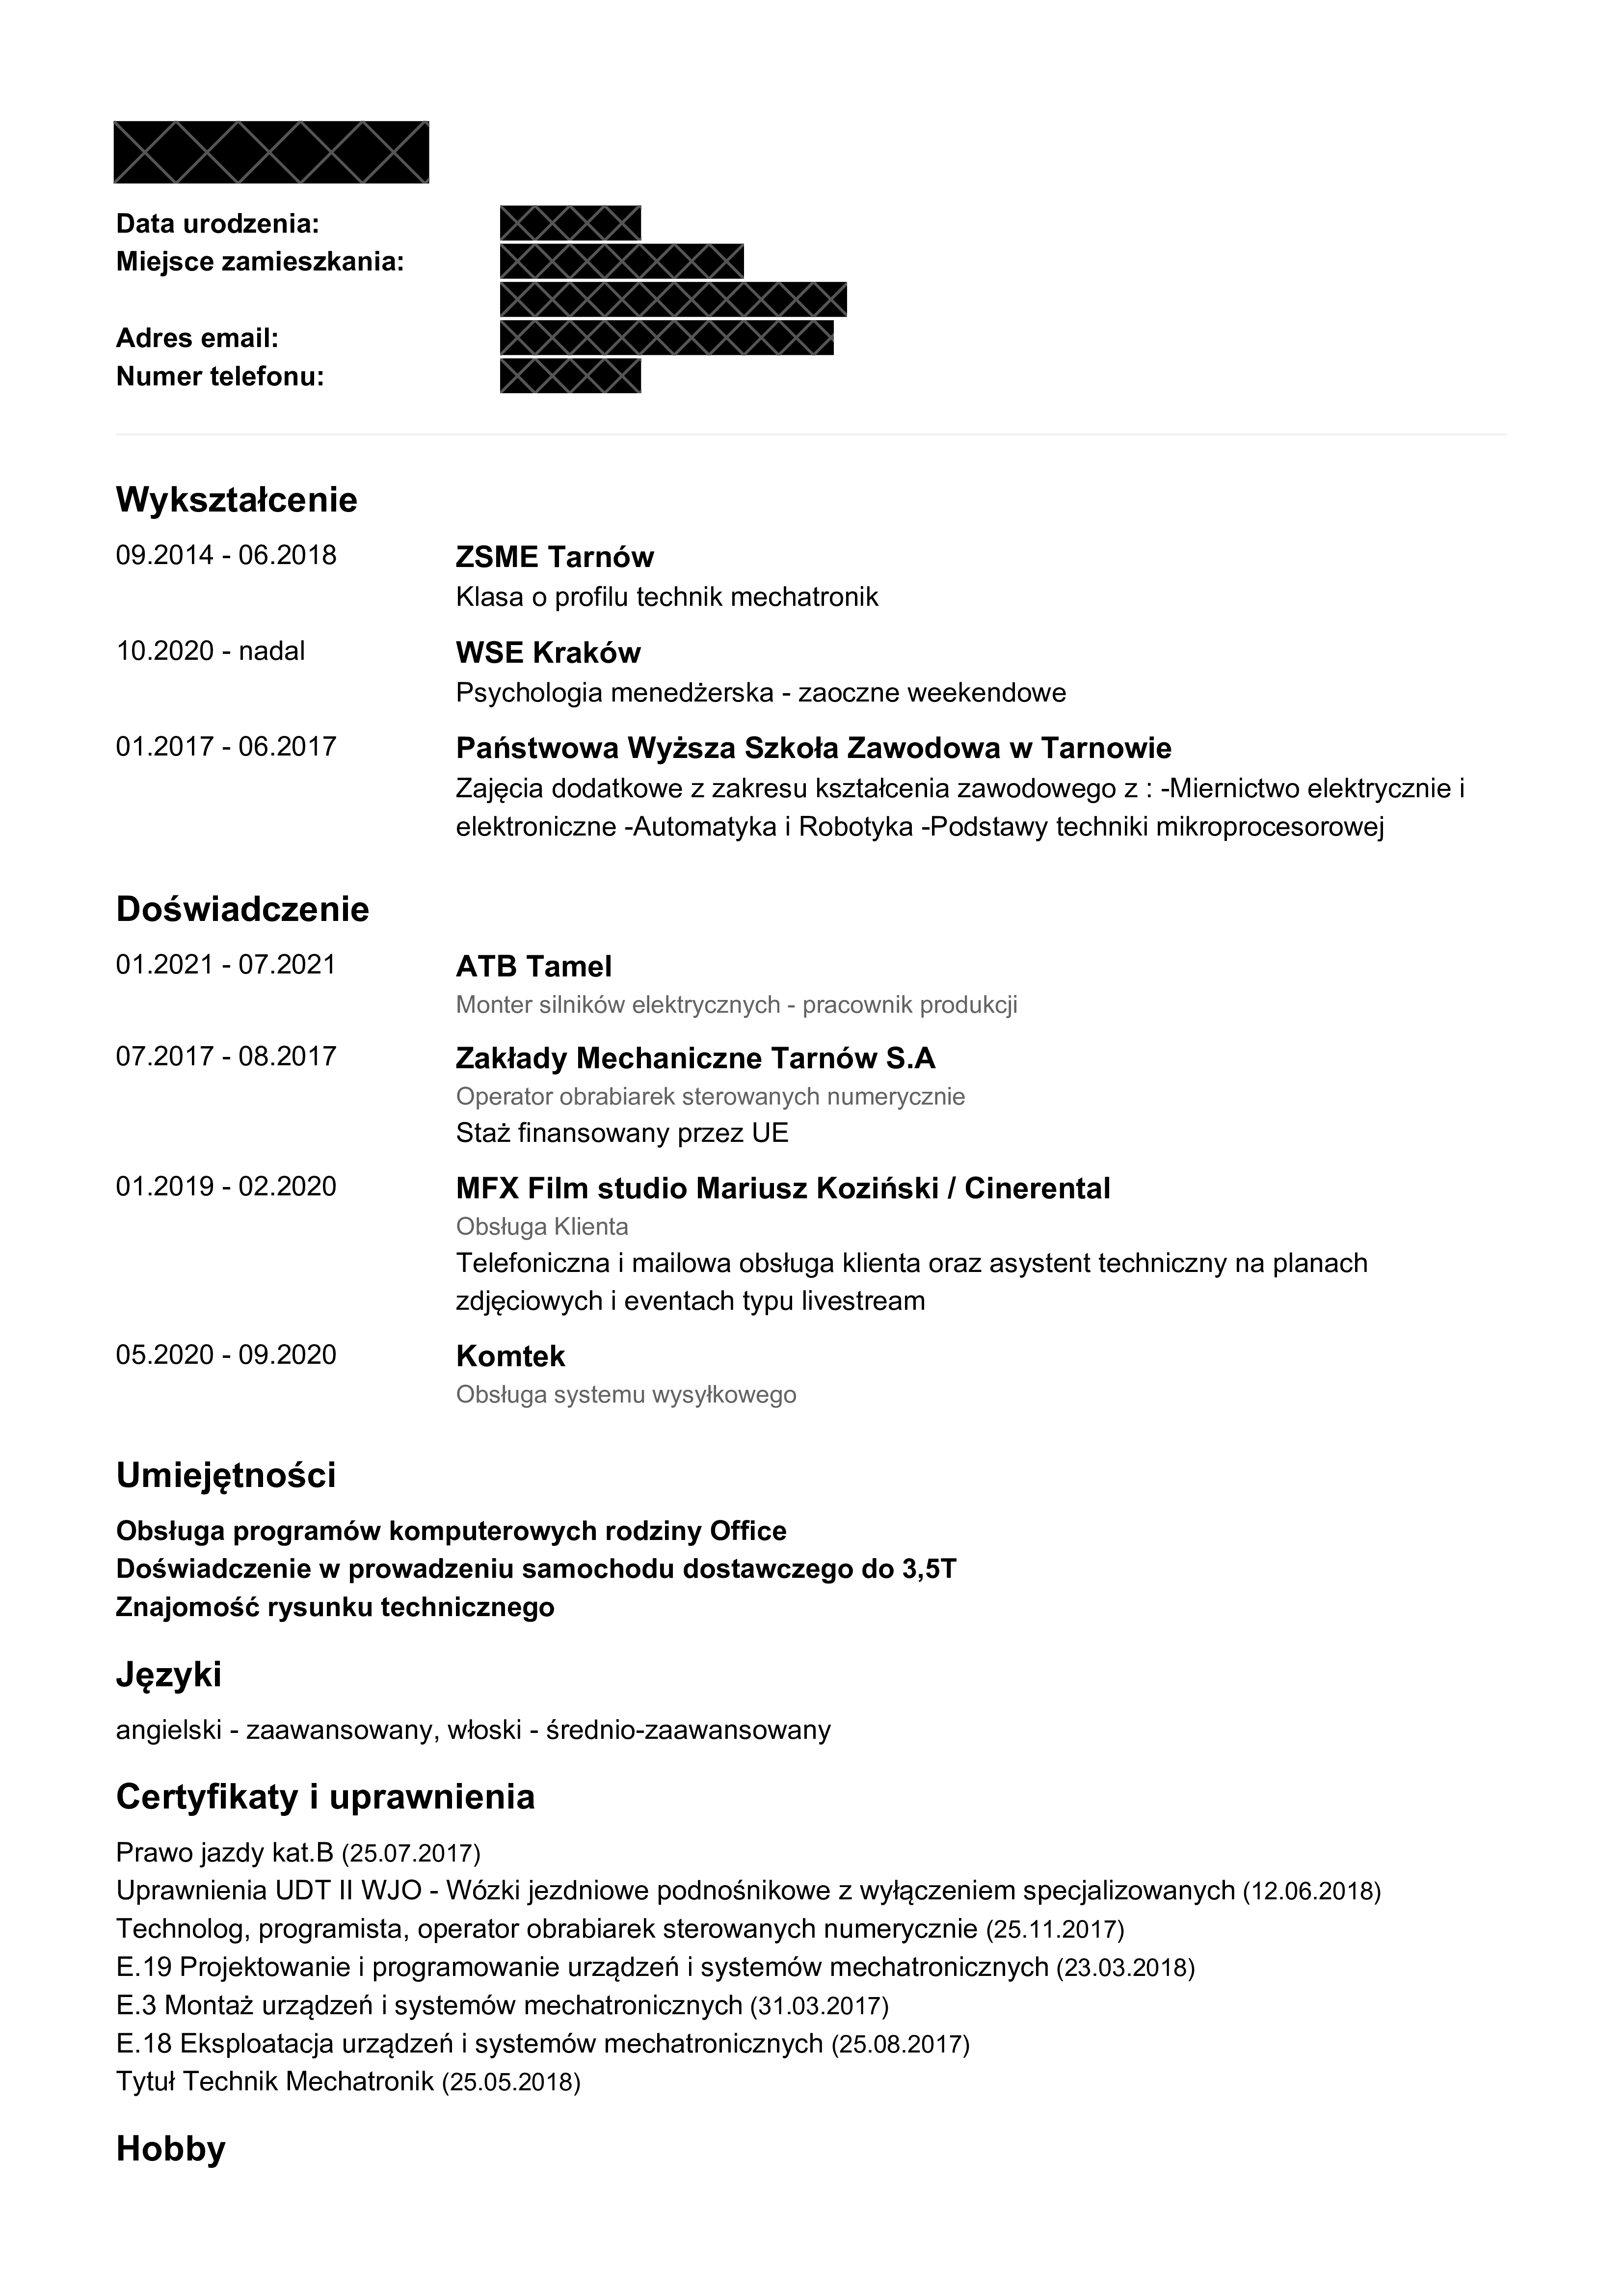 Data urodzenia:
Miejsce zamieszkania:
Adres email:
Numer telefonu:
Wykształcenie
09.2014 - 06.2018 ZSME Tarnów
Klasa o profilu technik mechatronik
10.2020 - nadal WSE Kraków
Psychologia menedżerska - zaoczne weekendowe
01.2017 - 06.2017 Państwowa Wyższa Szkoła Zawodowa w Tarnowie
Zajęcia dodatkowe z zakresu kształcenia zawodowego z : -Miernictwo elektrycznie i
elektroniczne -Automatyka i Robotyka -Podstawy techniki mikroprocesorowej
Doświadczenie
01.2021 - 07.2021 ATB Tamel
Monter silników elektrycznych - pracownik produkcji
07.2017 - 08.2017 Zakłady Mechaniczne Tarnów S.A
Operator obrabiarek sterowanych numerycznie
Staż finansowany przez UE
01.2019 - 02.2020 MFX Film studio Mariusz Koziński / Cinerental
Obsługa Klienta
Telefoniczna i mailowa obsługa klienta oraz asystent techniczny na planach
zdjęciowych i eventach typu livestream
05.2020 - 09.2020 Komtek
Obsługa systemu wysyłkowego
Umiejętności
Obsługa programów komputerowych rodziny Office
Doświadczenie w prowadzeniu samochodu dostawczego do 3,5T
Znajomość rysunku technicznego
Języki
angielski - zaawansowany, włoski - średnio-zaawansowany
Certyfikaty i uprawnienia
Prawo jazdy kat.B (25.07.2017)
Uprawnienia UDT II WJO - Wózki jezdniowe podnośnikowe z wyłączeniem specjalizowanych (12.06.2018)
Technolog, programista, operator obrabiarek sterowanych numerycznie (25.11.2017)
E.19 Projektowanie i programowanie urządzeń i systemów mechatronicznych (23.03.2018)
E.3 Montaż urządzeń i systemów mechatronicznych (31.03.2017)
E.18 Eksploatacja urządzeń i systemów mechatronicznych (25.08.2017)
Tytuł Technik Mechatronik (25.05.2018)
Hobby